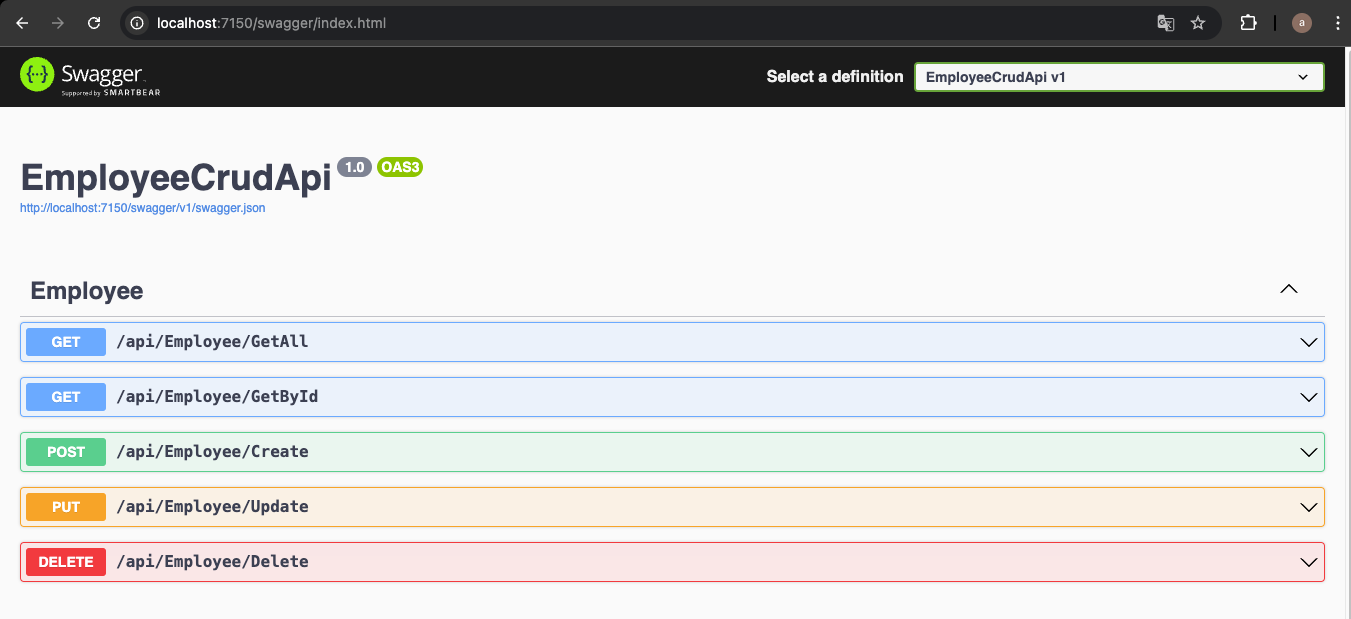 localhost:7150/swagger/index.html
a
{···} Swagger
Supported by SMARTBEAR
Select a definition
EmployeeCrudApi v1
EmployeeCrudApi 1.0 OAS3
http://localhost:7150/swagger/v1/swagger.json
Employee
GET /api/Employee/GetAll
GET /api/Employee/GetById
POST /api/Employee/Create
PUT /api/Employee/Update
DELETE /api/Employee/Delete